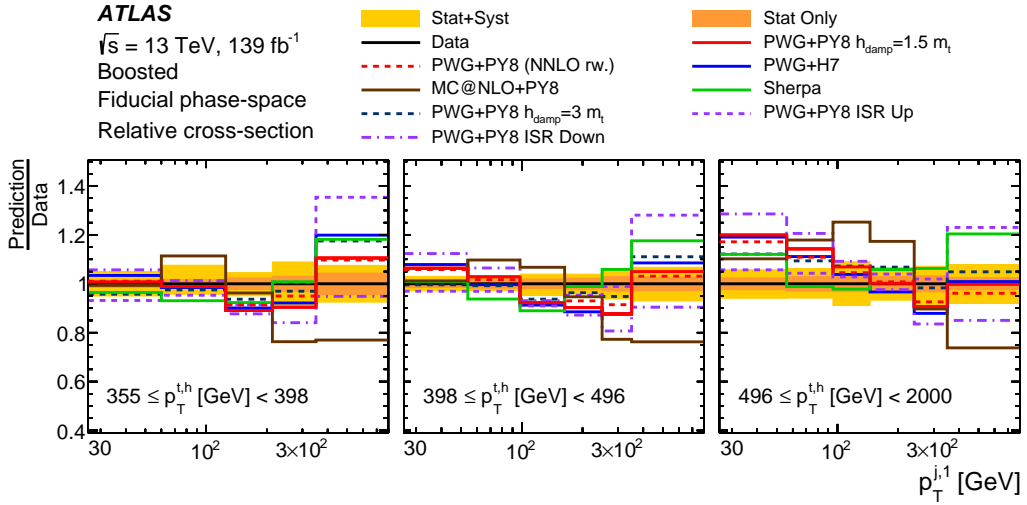 ATLAS
√s = 13 TeV, 139 fb⁻¹
Boosted
Fiducial phase-space
Relative cross-section
Stat+Syst
Data
PWG+PY8 (NNLO rw.)
MC@NLO+PY8
PWG+PY8 h_damp=3 m_t
PWG+PY8 ISR Down
Stat Only
PWG+PY8 h_damp=1.5 m_t
PWG+H7
Sherpa
PWG+PY8 ISR Up
Prediction
Data
1.4
1.2
1
0.8
0.6
0.4
355 ≤ p_T^{t,h} [GeV] < 398
398 ≤ p_T^{t,h} [GeV] < 496
496 ≤ p_T^{t,h} [GeV] < 2000
30 10² 3×10² 30 10² 3×10² 30 10² 3×10²
p_T^{j,1} [GeV]